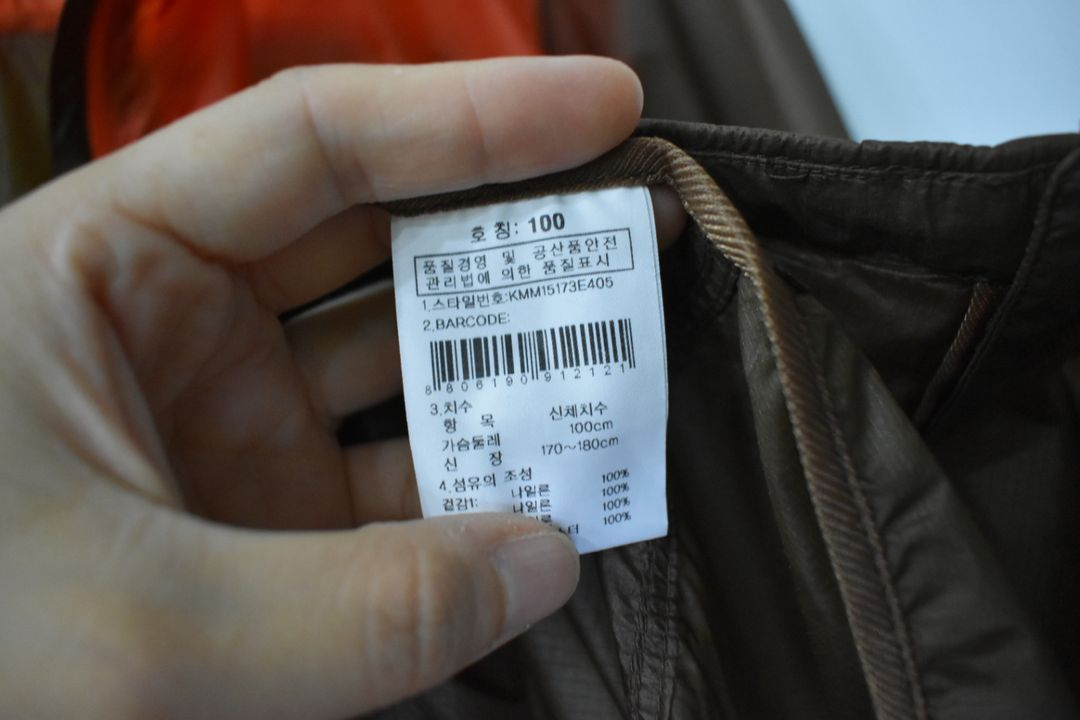 호 칭: 100
품질경영 및 공산품안전
관리법에 의한 품질표시
1.스타일번호:KMM15173E405
2.BARCODE:
8 806190 912121
3.치수
항 목 신체치수
가슴둘레 100cm
신 장 170~180cm
4.섬유의 조성
겉감1: 나일론 100%
나일론 100%
100%
100%